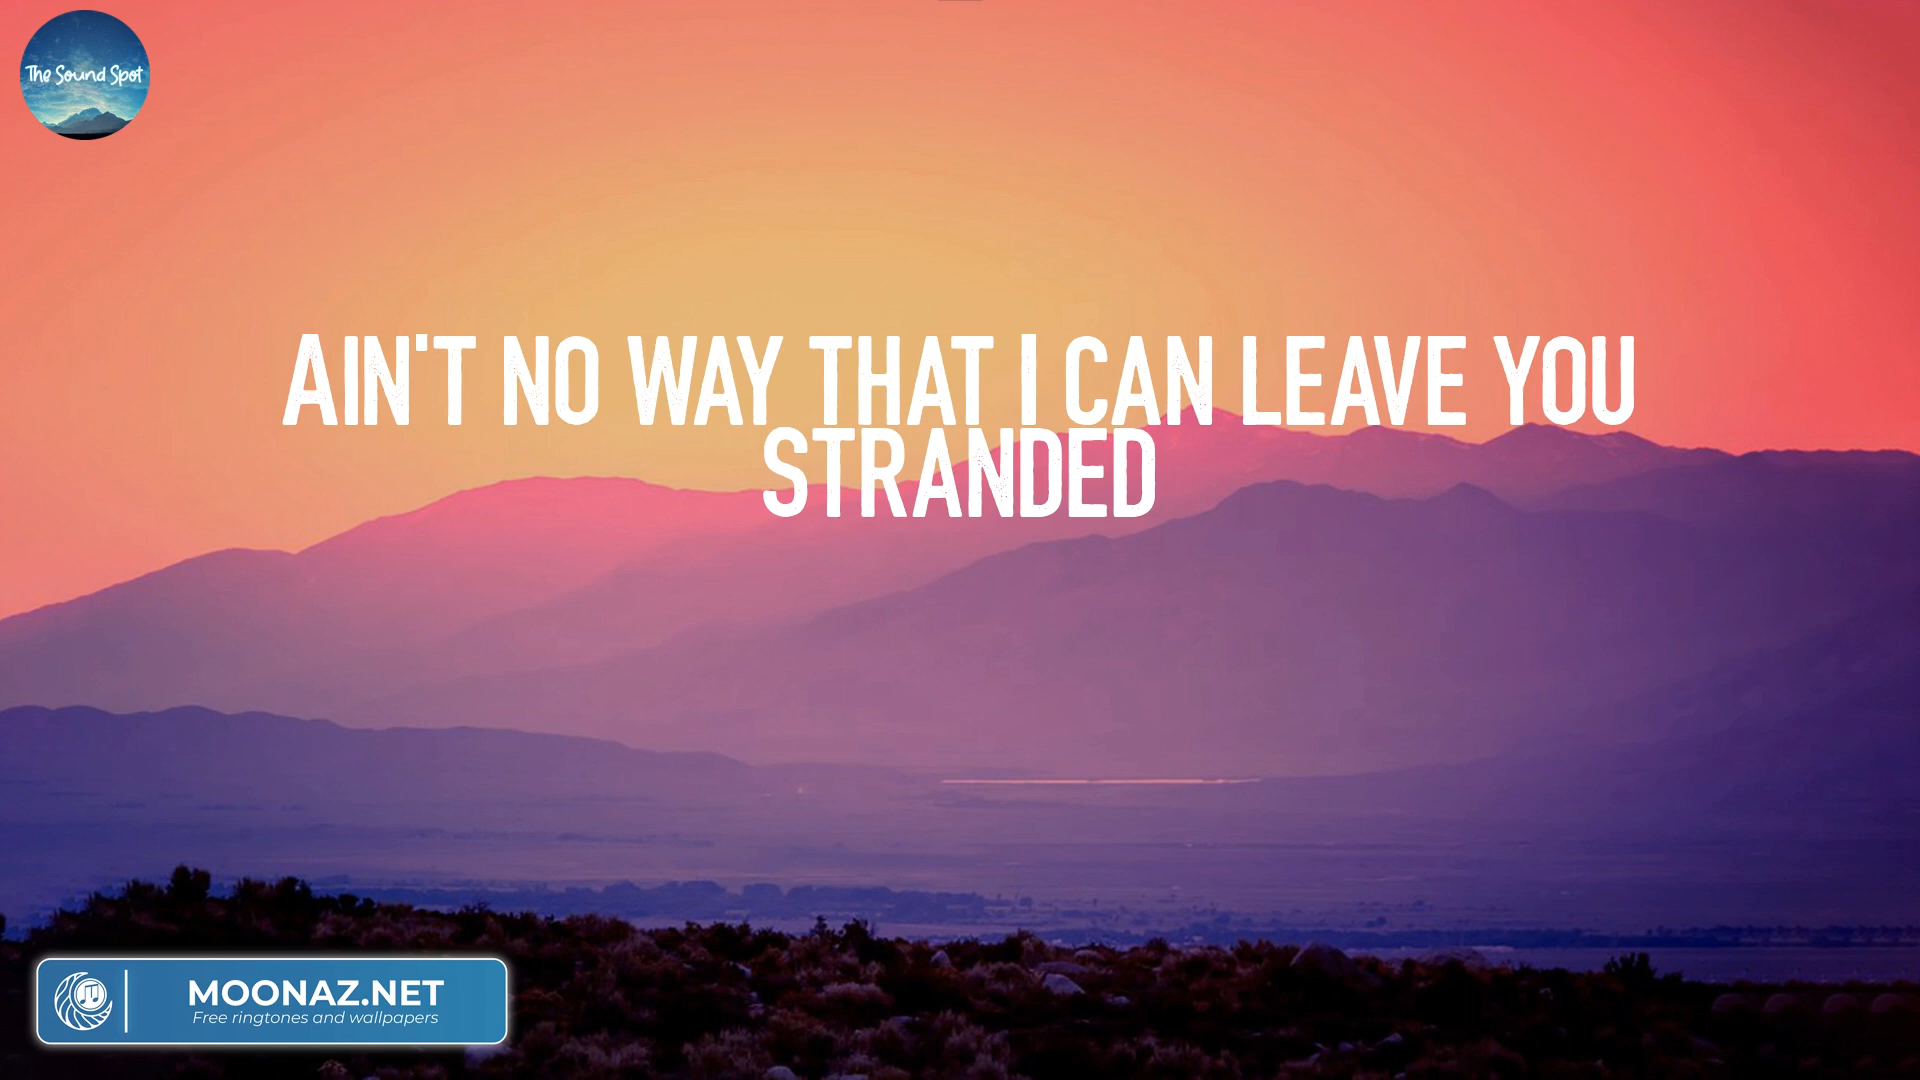 The Sound Spot
AIN'T NO WAY THAT I CAN LEAVE YOU
STRANDED
MOONAZ.NET
Free ringtones and wallpapers